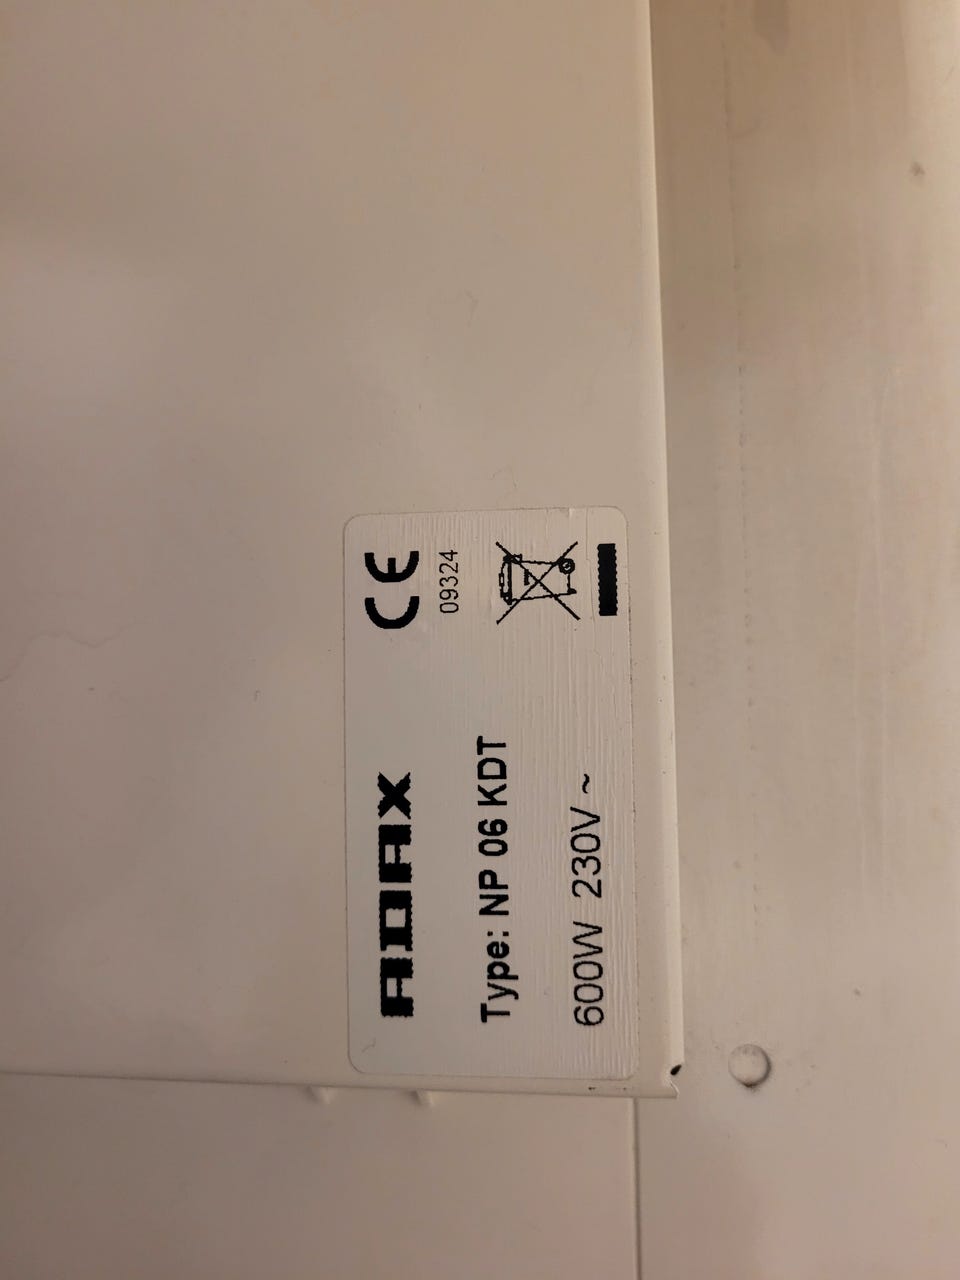 ADAX
CE
09324
Type: NP 06 KDT
600W 230V ~